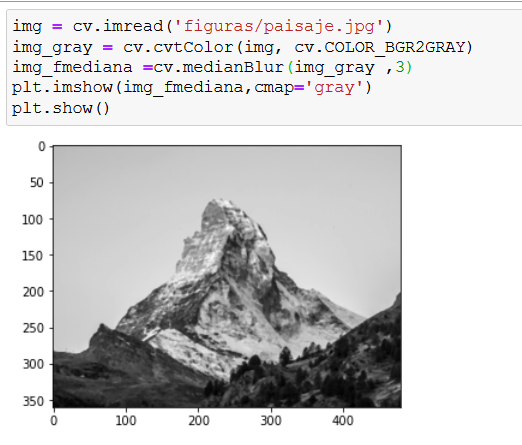 img = cv.imread('figuras/paisaje.jpg')
img_gray = cv.cvtColor(img, cv.COLOR_BGR2GRAY)
img_fmediana =cv.medianBlur(img_gray ,3)
plt.imshow(img_fmediana,cmap='gray')
plt.show()
0
50
100
150
200
250
300
350
0 100 200 300 400